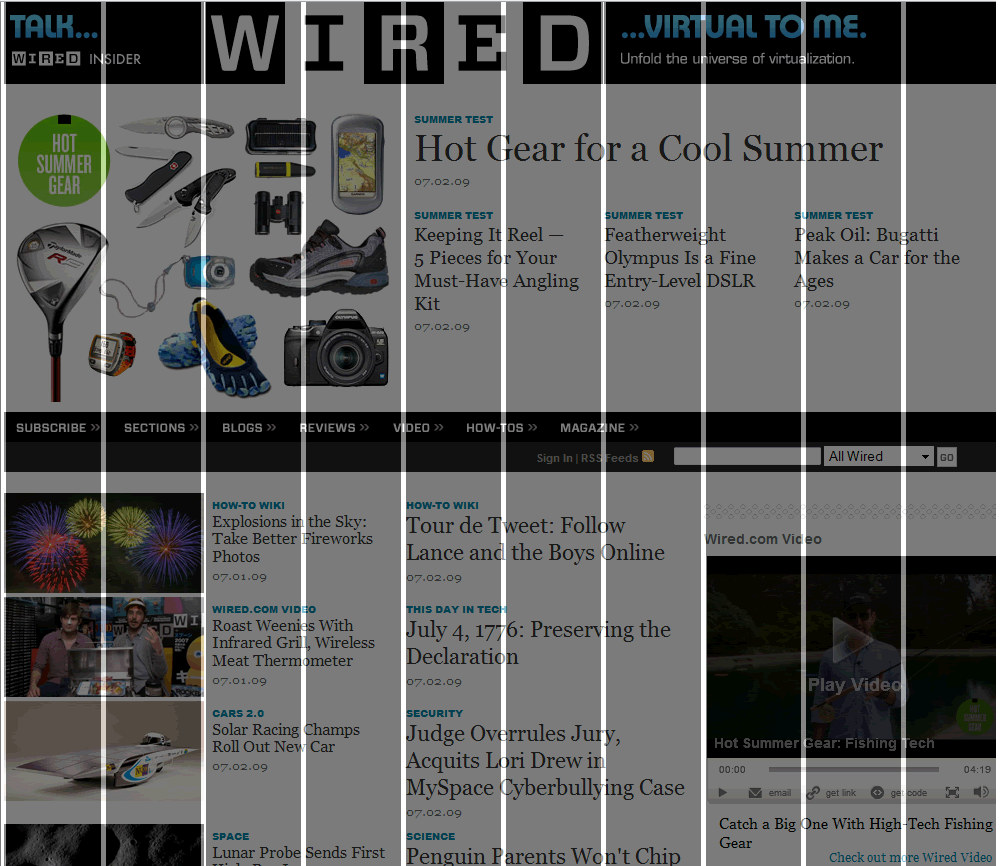 TALK...
WIRED INSIDER
WIRED
...VIRTUAL TO ME.
Unfold the universe of virtualization.
HOT
SUMMER
GEAR
SUMMER TEST
Hot Gear for a Cool Summer
07.02.09
SUMMER TEST
Keeping It Reel —
5 Pieces for Your
Must-Have Angling
Kit
07.02.09
SUMMER TEST
Featherweight
Olympus Is a Fine
Entry-Level DSLR
07.02.09
SUMMER TEST
Peak Oil: Bugatti
Makes a Car for the
Ages
07.02.09
TaylorMade
R
OLYMPUS
SUBSCRIBE >> SECTIONS >> BLOGS >> REVIEWS >> VIDEO >> HOW-TOS >> MAGAZINE >>
Sign In | RSS Feeds
All Wired
GO
HOW-TO WIKI
Explosions in the Sky:
Take Better Fireworks
Photos
07.01.09
WIRED.COM VIDEO
Roast Weenies With
Infrared Grill, Wireless
Meat Thermometer
07.01.09
CARS 2.0
Solar Racing Champs
Roll Out New Car
07.02.09
SPACE
Lunar Probe Sends First
HOW-TO WIKI
Tour de Tweet: Follow
Lance and the Boys Online
07.02.09
THIS DAY IN TECH
July 4, 1776: Preserving the
Declaration
07.02.09
SECURITY
Judge Overrules Jury,
Acquits Lori Drew in
MySpace Cyberbullying Case
07.02.09
SCIENCE
Penguin Parents Won't Chip
Wired.com Video
Play Video
HOT
SUMMER
GEAR
Hot Summer Gear: Fishing Tech
00:00
04:19
email get link get code
Catch a Big One With High-Tech Fishing
Gear
Check out more Wired Video